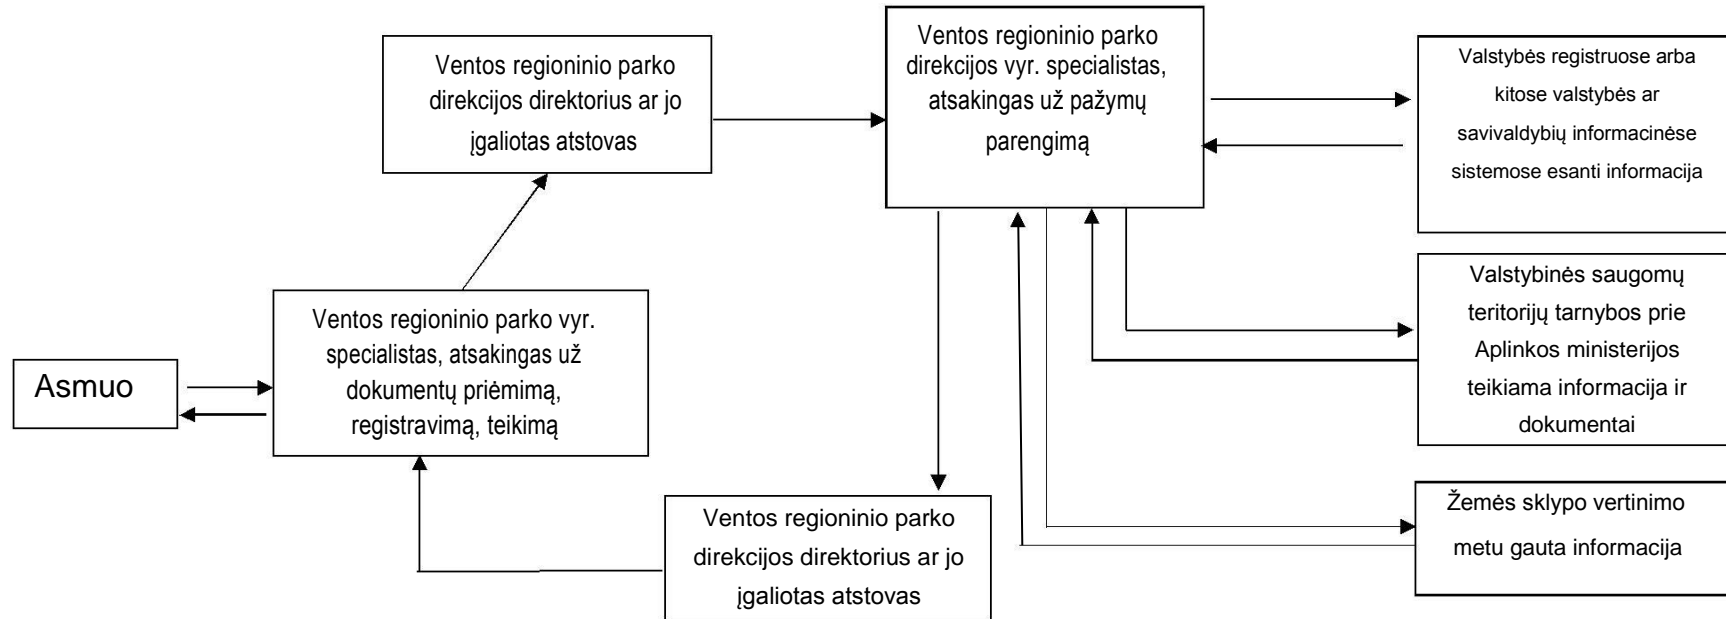 Ventos regioninio parko
direkcijos direktorius ar jo
įgaliotas atstovas
Ventos regioninio parko
direkcijos vyr. specialistas,
atsakingas už pažymų
parengimą
Valstybės registruose arba
kitose valstybės ar
savivaldybių informacinėse
sistemose esanti informacija
Asmuo
Ventos regioninio parko vyr.
specialistas, atsakingas už
dokumentų priėmimą,
registravimą, teikimą
Valstybinės saugomų
teritorijų tarnybos prie
Aplinkos ministerijos
teikiama informacija ir
dokumentai
Ventos regioninio parko
direkcijos direktorius ar jo
įgaliotas atstovas
Žemės sklypo vertinimo
metu gauta informacija